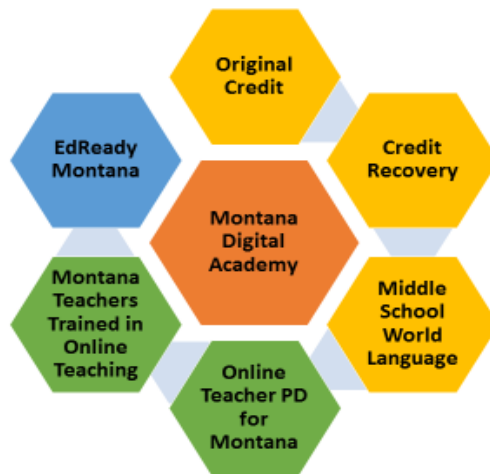 Original
Credit
EdReady
Montana
Credit
Recovery
Montana
Digital
Academy
Montana
Teachers
Trained in
Online
Teaching
Middle
School
World
Language
Online
Teacher PD
for
Montana